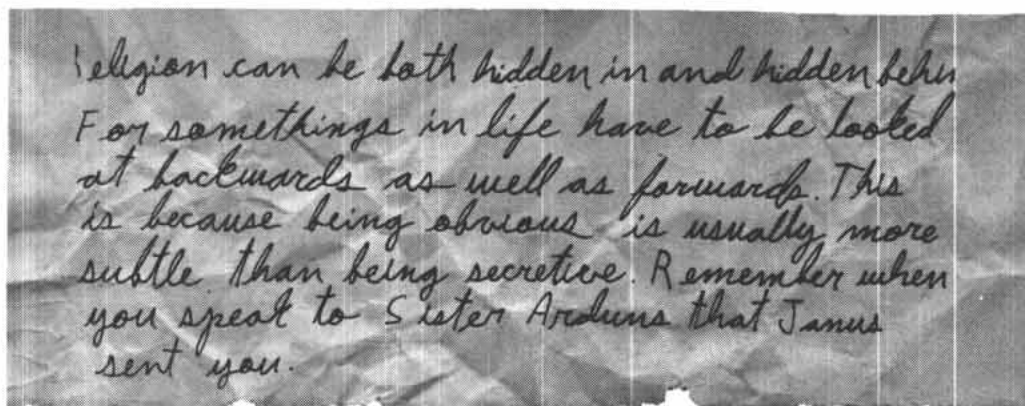 Religion can be both hidden in and hidden behin
For somethings in life have to be looked
at backwards as well as forwards. This
is because being obvious is usually more
subtle than being secretive. Remember when
you speak to Sister Arduns that Janus
sent you.